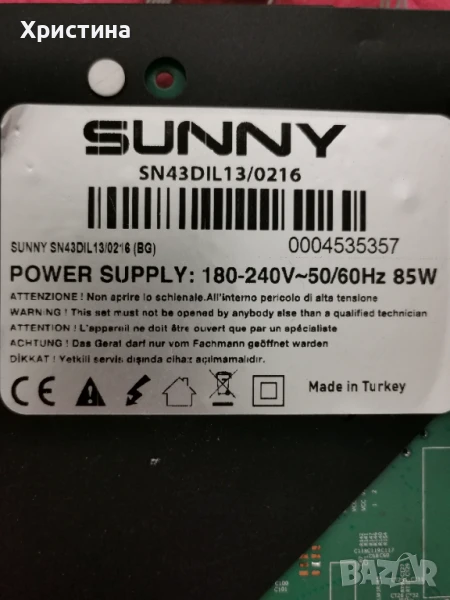 Христина
SUNNY
SN43DIL13/0216
SUNNY SN43DIL13/0216 (BG)
0004535357
POWER SUPPLY: 180-240V~50/60Hz 85W
ATTENZIONE ! Non aprire lo schienale.All'interno pericolo di alta tensione
WARNING ! This set must not be opened by anybody else than a qualified technician
ATTENTION ! L'appareil ne doit être ouvert que par un spécialiste
ACHTUNG ! Das Gerat darf nur vom Fachmann geöffnet werden
DİKKAT ! Yetkili servis dışında cihaz açılmamalıdır.
CE
Made in Turkey
BAZAR